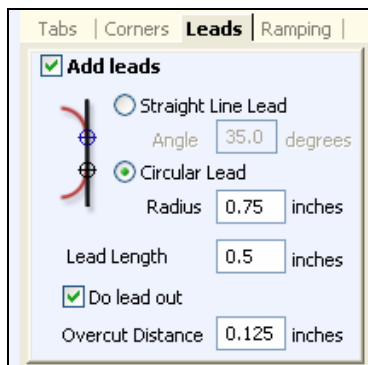 Tabs | Corners Leads | Ramping |
Add leads
Straight Line Lead
Angle 35.0 degrees
Circular Lead
Radius 0.75 inches
Lead Length 0.5 inches
Do lead out
Overcut Distance 0.125 inches